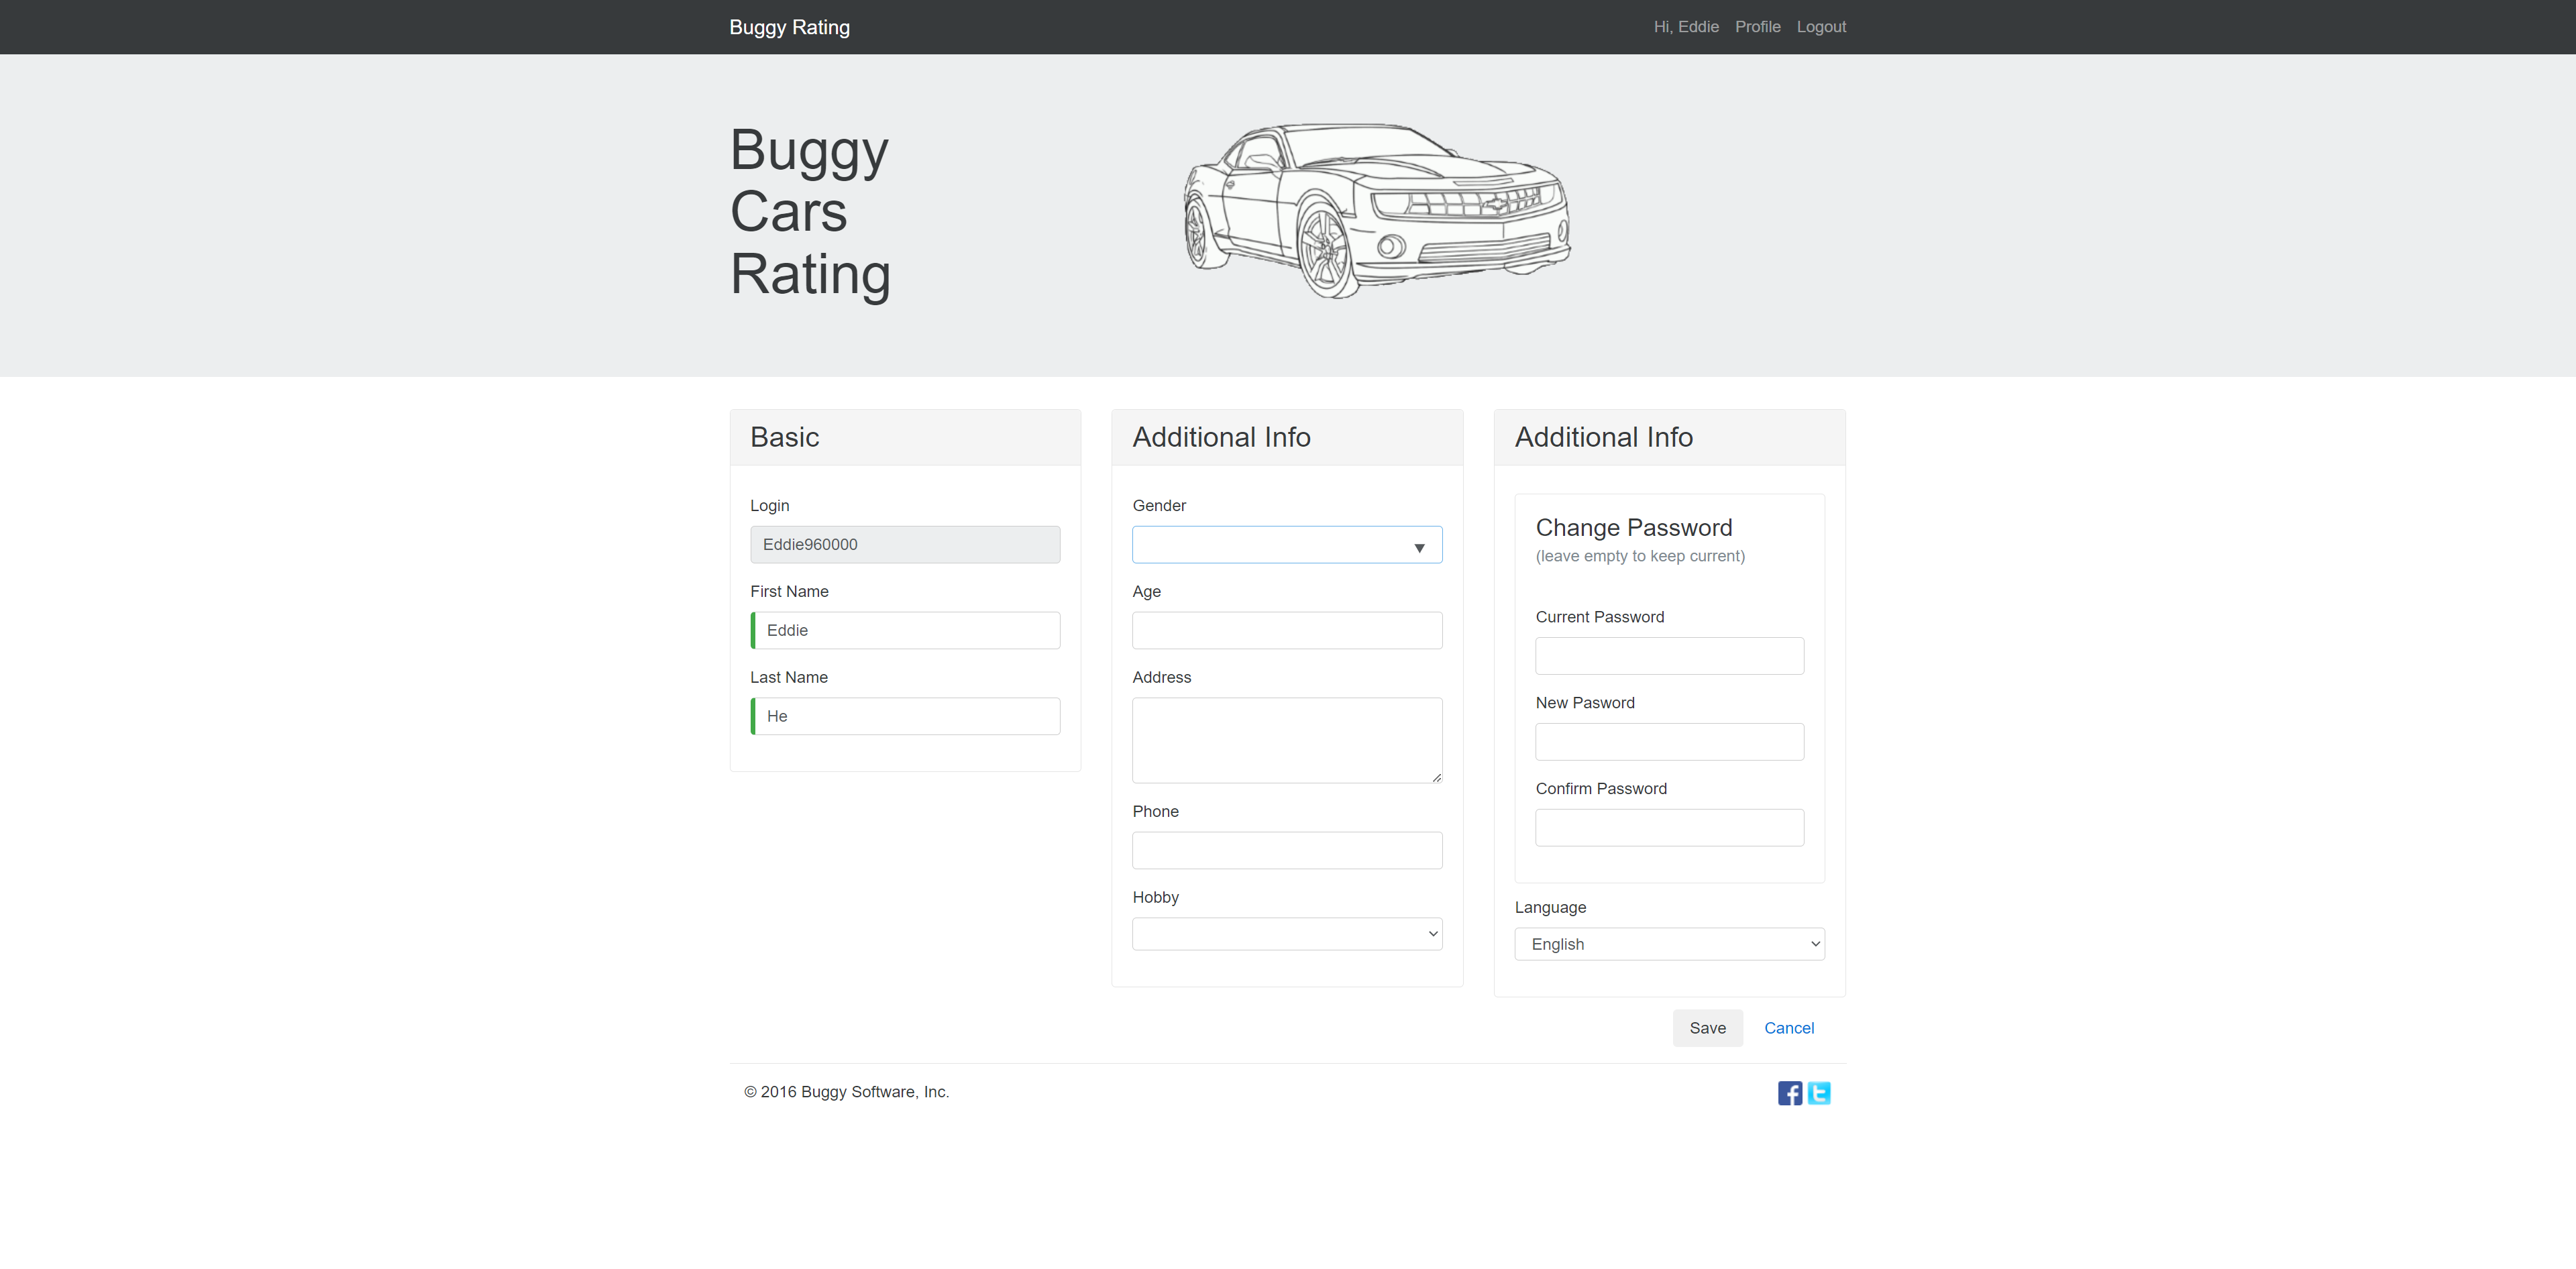 Buggy Rating
Hi, Eddie Profile Logout
Buggy
Cars
Rating
Basic
Login
Eddie960000
First Name
Eddie
Last Name
He
Additional Info
Gender
Age
Address
Phone
Hobby
Additional Info
Change Password
(leave empty to keep current)
Current Password
New Pasword
Confirm Password
Language
English
Save Cancel
© 2016 Buggy Software, Inc.